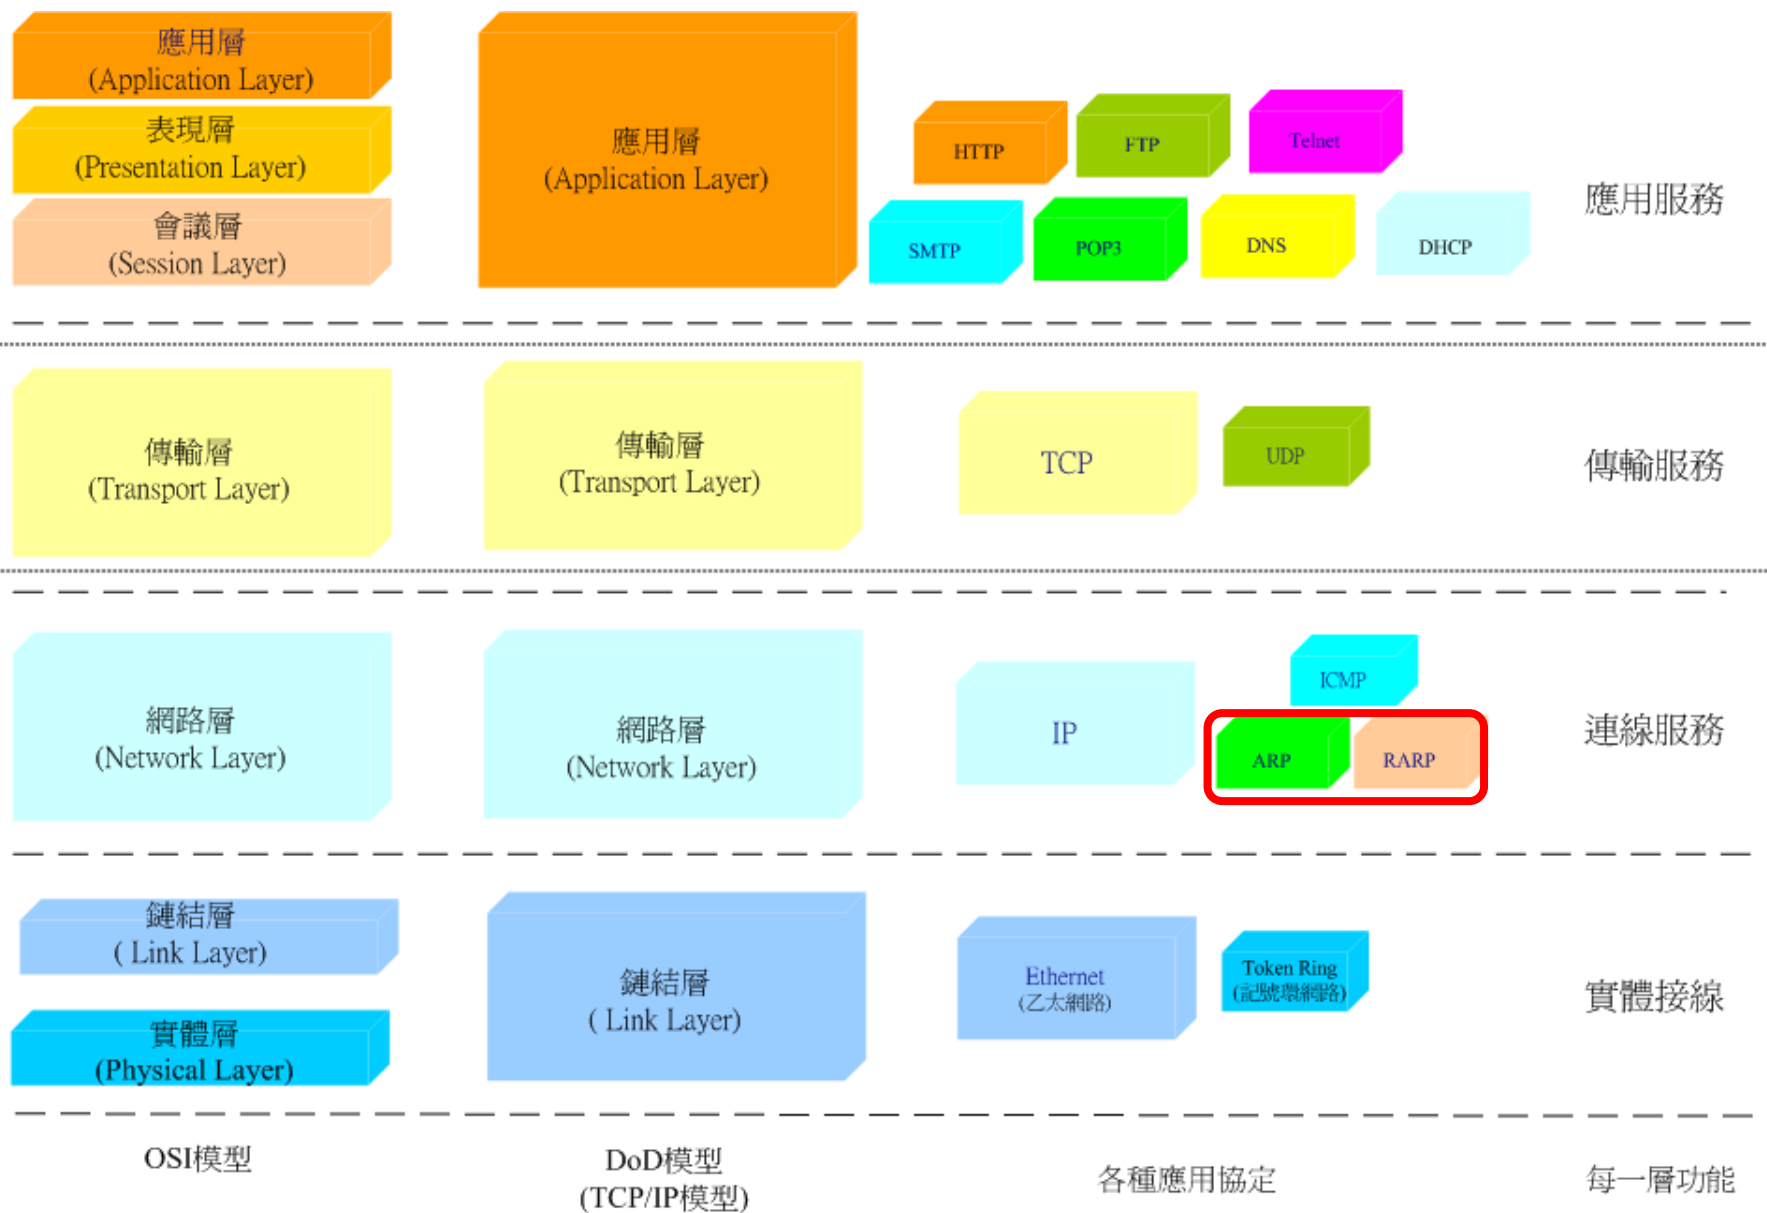 應用層
(Application Layer)
表現層
(Presentation Layer)
會議層
(Session Layer)
應用層
(Application Layer)
HTTP
FTP
Telnet
SMTP
POP3
DNS
DHCP
應用服務
傳輸層
(Transport Layer)
傳輸層
(Transport Layer)
TCP
UDP
傳輸服務
網路層
(Network Layer)
網路層
(Network Layer)
IP
ICMP
ARP
RARP
連線服務
鏈結層
( Link Layer)
實體層
(Physical Layer)
鏈結層
( Link Layer)
Ethernet
(乙太網路)
Token Ring
(記號環網路)
實體接線
OSI模型
DoD模型
(TCP/IP模型)
各種應用協定
每一層功能